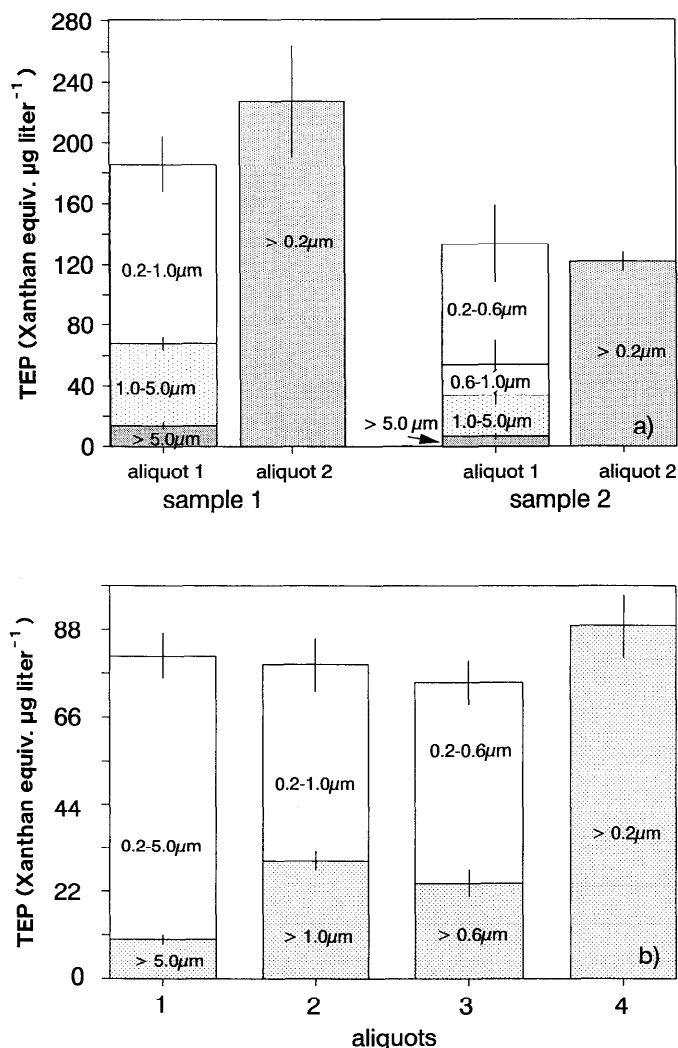 TEP (Xanthan equiv. µg liter⁻¹)
280
240
200
160
120
80
40
0
0.2-1.0µm
1.0-5.0µm
> 5.0µm
> 0.2µm
0.2-0.6µm
0.6-1.0µm
1.0-5.0µm
> 5.0 µm
> 0.2µm
a)
aliquot 1
aliquot 2
aliquot 1
aliquot 2
sample 1
sample 2
TEP (Xanthan equiv. µg liter⁻¹)
88
66
44
22
0
0.2-5.0µm
> 5.0µm
0.2-1.0µm
> 1.0µm
0.2-0.6µm
> 0.6µm
> 0.2µm
b)
1 2 3 4
aliquots